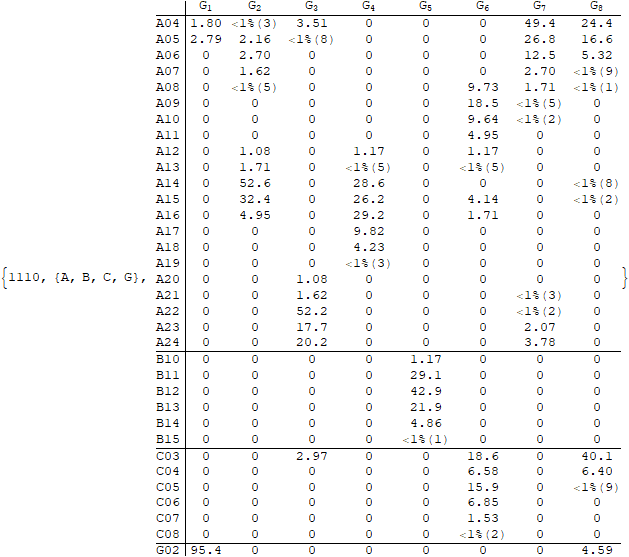 G1 G2 G3 G4 G5 G6 G7 G8
A04 1.80 <1%(3) 3.51 0 0 0 49.4 24.4
A05 2.79 2.16 <1%(8) 0 0 0 26.8 16.6
A06 0 2.70 0 0 0 0 12.5 5.32
A07 0 1.62 0 0 0 0 2.70 <1%(9)
A08 0 <1%(5) 0 0 0 9.73 1.71 <1%(1)
A09 0 0 0 0 0 18.5 <1%(5) 0
A10 0 0 0 0 0 9.64 <1%(2) 0
A11 0 0 0 0 0 4.95 0 0
A12 0 1.08 0 1.17 0 1.17 0 0
A13 0 1.71 0 <1%(5) 0 <1%(5) 0 0
A14 0 52.6 0 28.6 0 0 0 <1%(8)
A15 0 32.4 0 26.2 0 4.14 0 <1%(2)
A16 0 4.95 0 29.2 0 1.71 0 0
A17 0 0 0 9.82 0 0 0 0
A18 0 0 0 4.23 0 0 0 0
A19 0 0 0 <1%(3) 0 0 0 0
{1110, {A, B, C, G}, A20 0 0 1.08 0 0 0 0 0 }
A21 0 0 1.62 0 0 0 <1%(3) 0
A22 0 0 52.2 0 0 0 <1%(2) 0
A23 0 0 17.7 0 0 0 2.07 0
A24 0 0 20.2 0 0 0 3.78 0
B10 0 0 0 0 1.17 0 0 0
B11 0 0 0 0 29.1 0 0 0
B12 0 0 0 0 42.9 0 0 0
B13 0 0 0 0 21.9 0 0 0
B14 0 0 0 0 4.86 0 0 0
B15 0 0 0 0 <1%(1) 0 0 0
C03 0 0 2.97 0 0 18.6 0 40.1
C04 0 0 0 0 0 6.58 0 6.40
C05 0 0 0 0 0 15.9 0 <1%(9)
C06 0 0 0 0 0 6.85 0 0
C07 0 0 0 0 0 1.53 0 0
C08 0 0 0 0 0 <1%(2) 0 0
G02 95.4 0 0 0 0 0 0 4.59